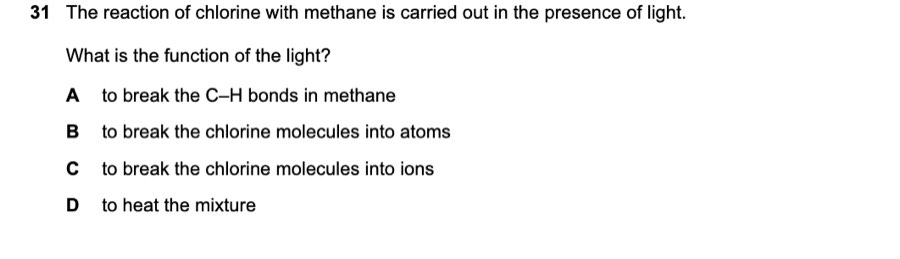 31 The reaction of chlorine with methane is carried out in the presence of light.
What is the function of the light?
A to break the C–H bonds in methane
B to break the chlorine molecules into atoms
C to break the chlorine molecules into ions
D to heat the mixture